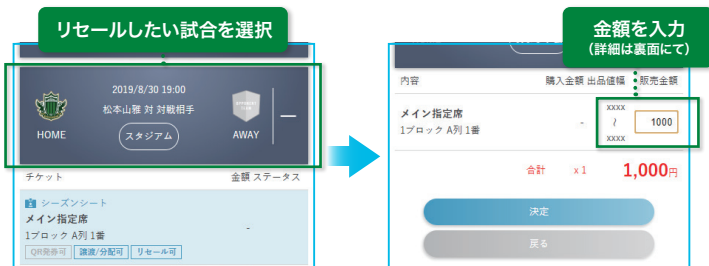 リセールしたい試合を選択
2019/8/30 19:00
松本山雅 対 対戦相手
HOME
スタジアム
AWAY
チケット
金額 ステータス
シーズンシート
メイン指定席
1ブロック A列 1番
-
QR発券可 譲渡/分配可 リセール可
金額を入力
(詳細は裏面にて)
内容
購入金額 出品値幅 販売金額
メイン指定席
1ブロック A列 1番
-
xxxx
≀
xxxx
1000
合計 x 1 1,000円
決定
戻る